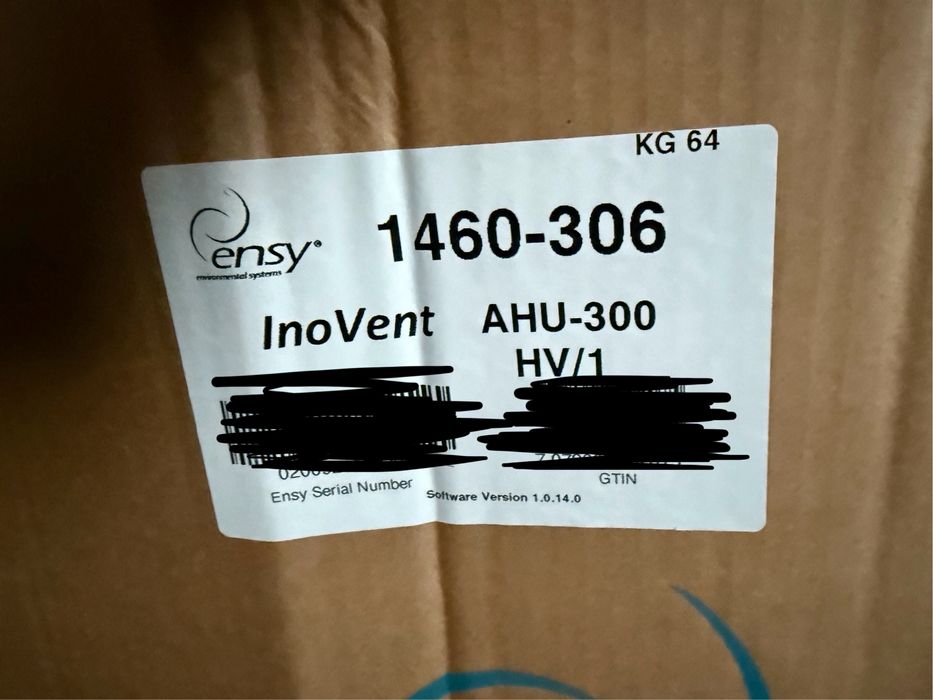 KG 64
ensy®
environmental systems
1460-306
InoVent AHU-300
HV/1
Ensy Serial Number
GTIN
Software Version 1.0.14.0